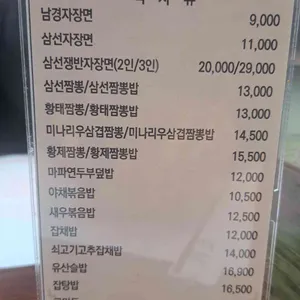 식사류
남경자장면 9,000
삼선자장면 11,000
삼선쟁반자장면(2인/3인) 20,000/29,000
삼선짬뽕/삼선짬뽕밥 13,000
황태짬뽕/황태짬뽕밥 13,000
미나리우삼겹짬뽕/미나리우삼겹짬뽕밥 14,500
황제짬뽕/황제짬뽕밥 15,500
마파연두부덮밥 12,000
야채볶음밥 10,500
새우볶음밥 12,500
잡채밥 12,000
쇠고기고추잡채밥 14,000
유산슬밥 16,900
잡탕밥 16,500